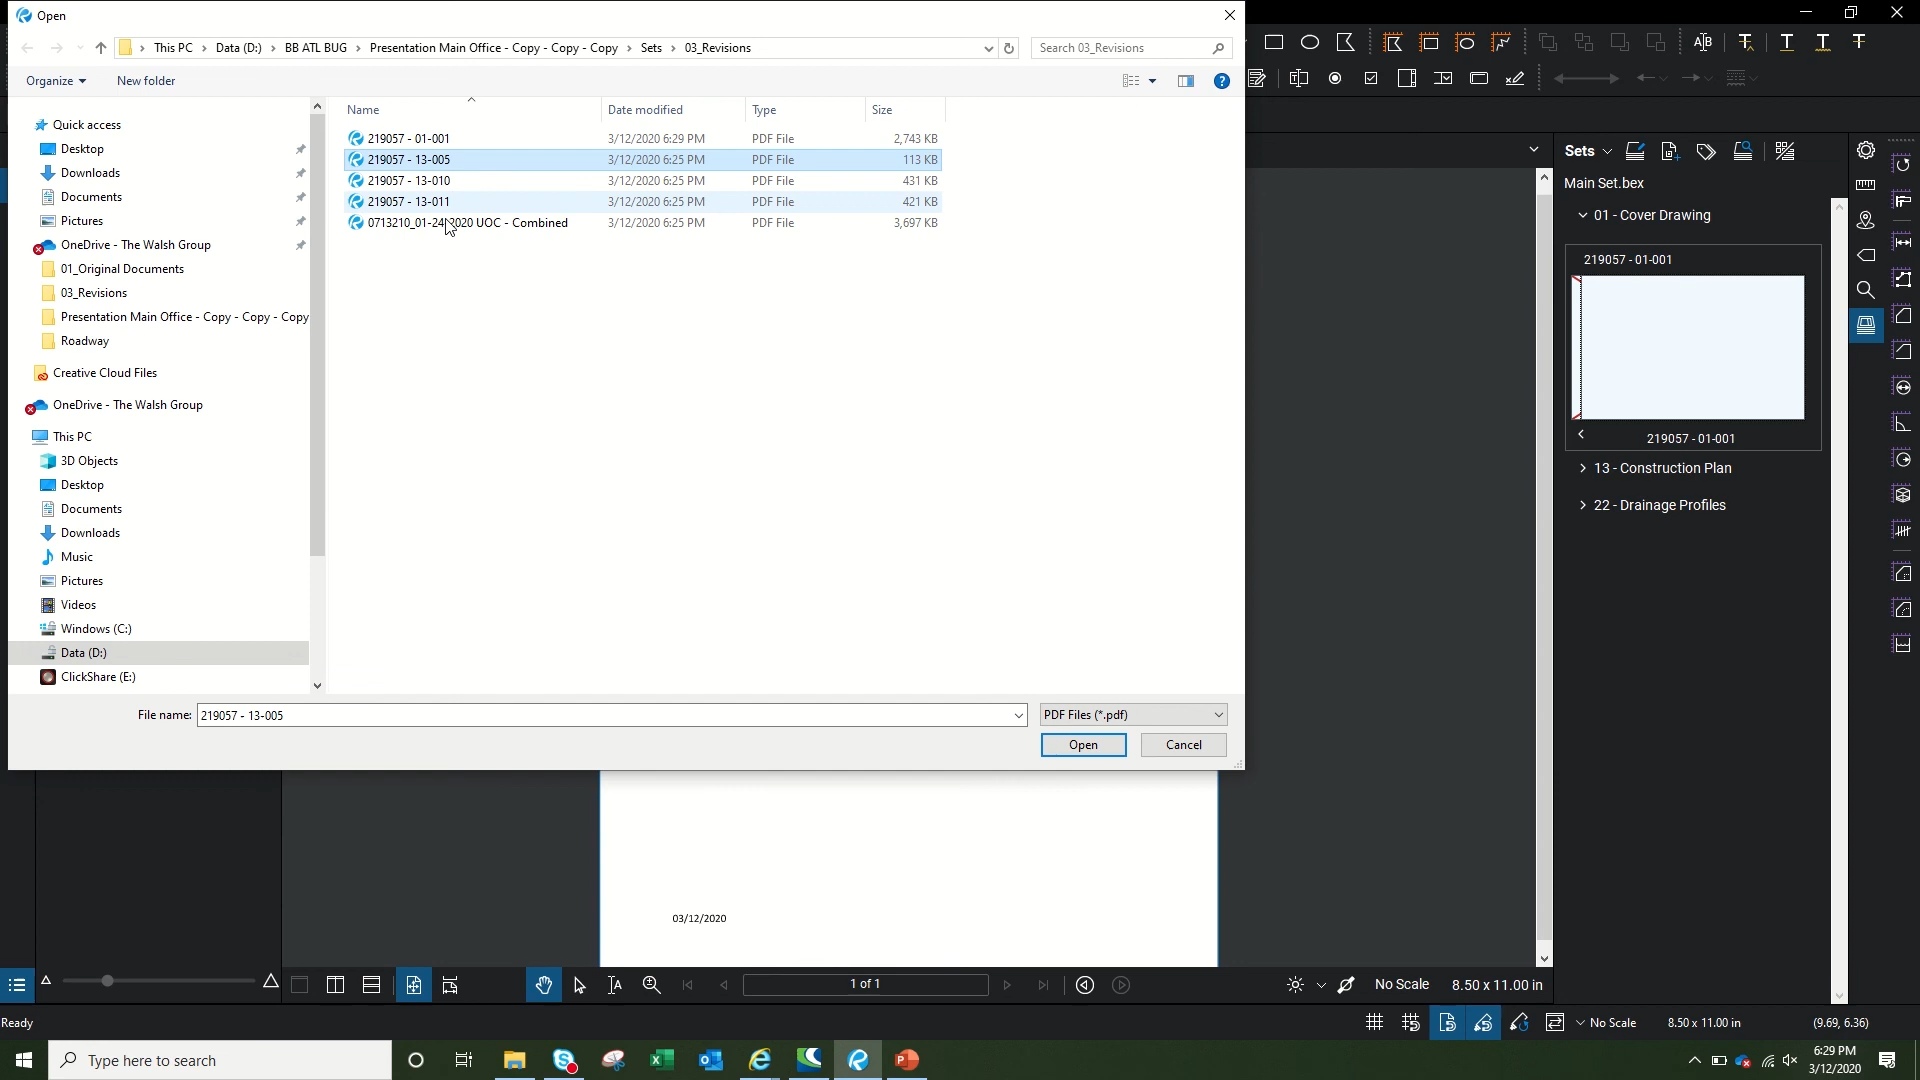 Open
This PC > Data (D:) > BB ATL BUG > Presentation Main Office - Copy - Copy - Copy > Sets > 03_Revisions
Search 03_Revisions
Organize
New folder
Name
Date modified
Type
Size
219057 - 01-001 3/12/2020 6:29 PM PDF File 2,743 KB
219057 - 13-005 3/12/2020 6:25 PM PDF File 113 KB
219057 - 13-010 3/12/2020 6:25 PM PDF File 431 KB
219057 - 13-011 3/12/2020 6:25 PM PDF File 421 KB
0713210_01-24-2020 UOC - Combined 3/12/2020 6:25 PM PDF File 3,697 KB
Quick access
Desktop
Downloads
Documents
Pictures
OneDrive - The Walsh Group
01_Original Documents
03_Revisions
Presentation Main Office - Copy - Copy - Copy
Roadway
Creative Cloud Files
OneDrive - The Walsh Group
This PC
3D Objects
Desktop
Documents
Downloads
Music
Pictures
Videos
Windows (C:)
Data (D:)
ClickShare (E:)
File name: 219057 - 13-005
PDF Files (*.pdf)
Open
Cancel
Sets
Main Set.bex
01 - Cover Drawing
219057 - 01-001
219057 - 01-001
13 - Construction Plan
22 - Drainage Profiles
03/12/2020
1 of 1
No Scale
8.50 x 11.00 in
Ready
No Scale
8.50 x 11.00 in
(9.69, 6.36)
Type here to search
6:29 PM
3/12/2020